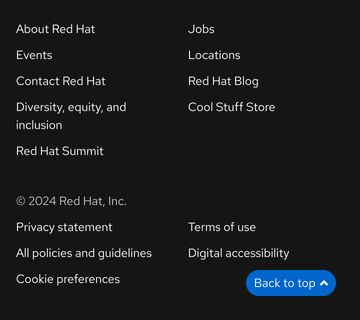 About Red Hat
Jobs
Events
Locations
Contact Red Hat
Red Hat Blog
Diversity, equity, and
inclusion
Cool Stuff Store
Red Hat Summit
© 2024 Red Hat, Inc.
Privacy statement
Terms of use
All policies and guidelines
Digital accessibility
Cookie preferences
Back to top